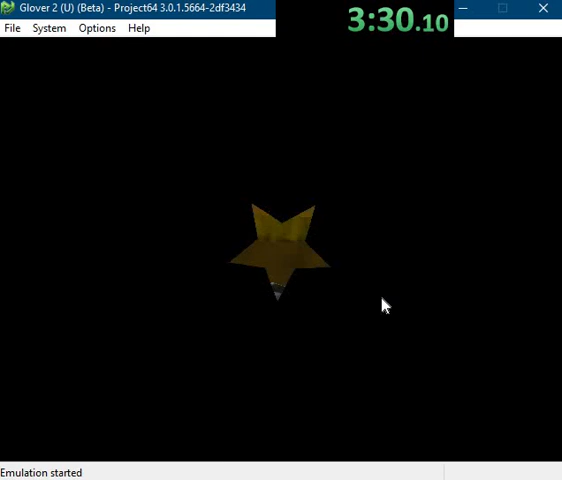 Glover 2 (U) (Beta) - Project64 3.0.1.5664-2df3434
3:30.10
File System Options Help
Emulation started